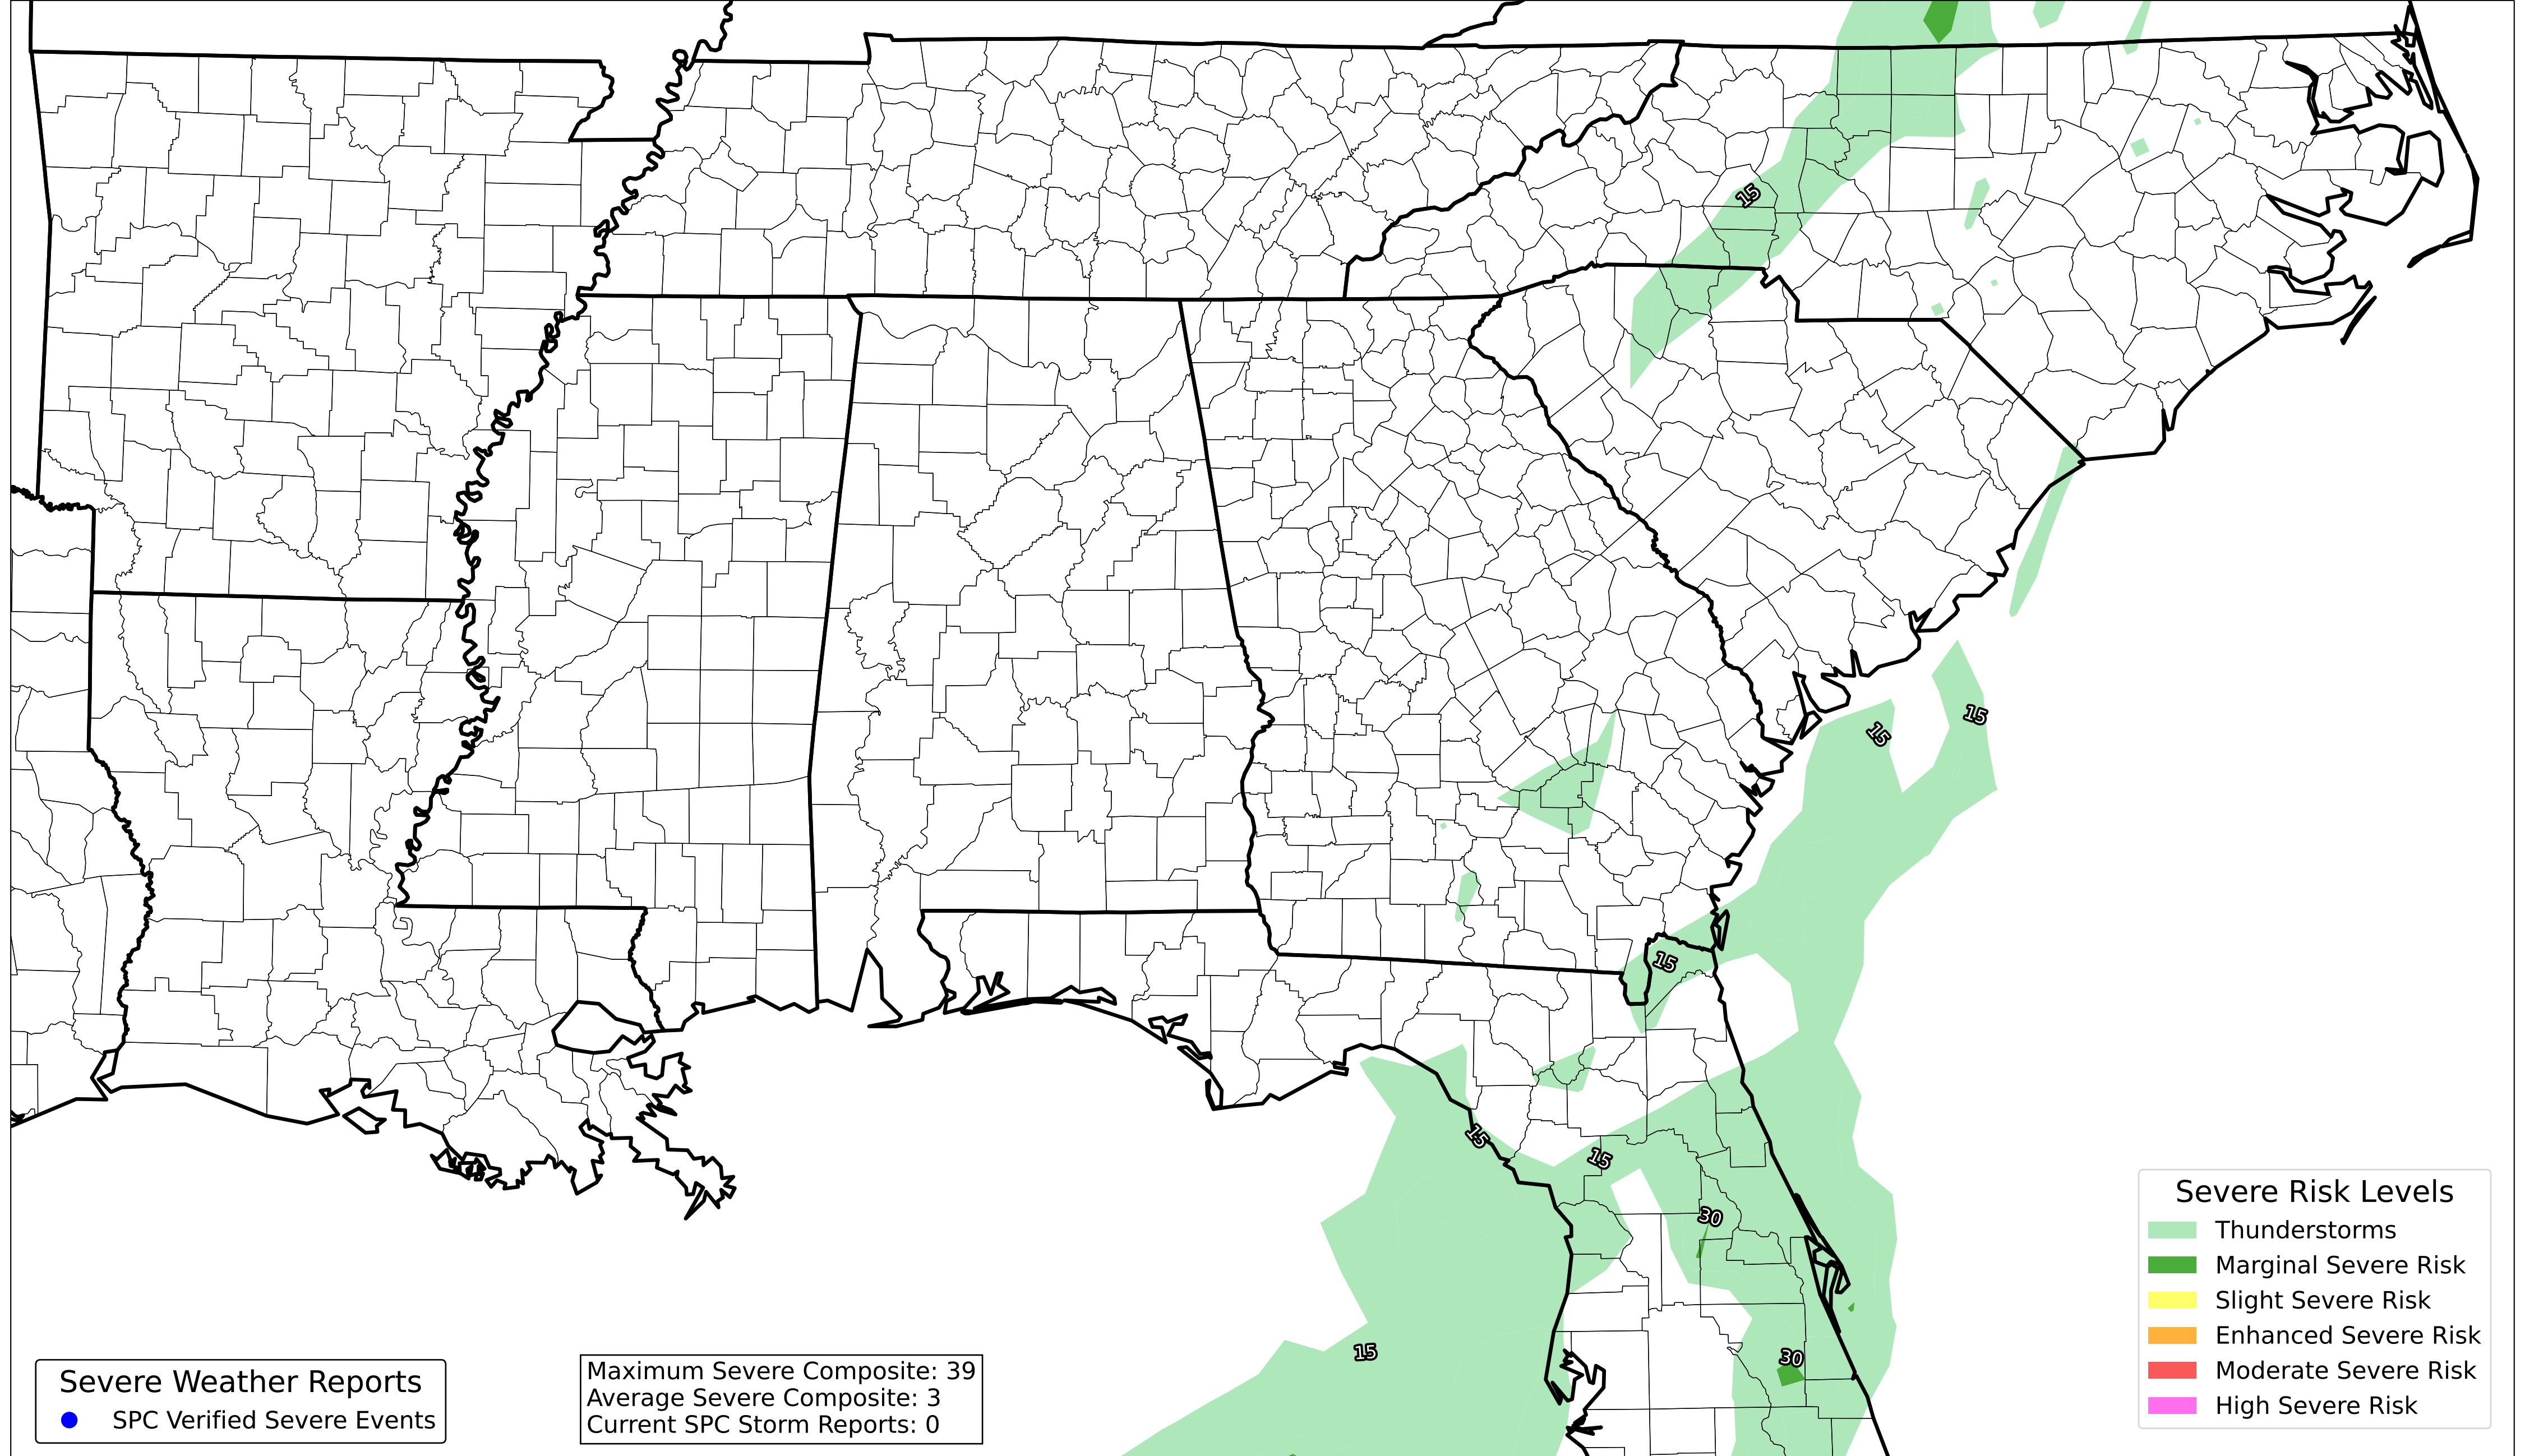 15
15
15
15
15
15
30
15
30
Severe Weather Reports
SPC Verified Severe Events
Maximum Severe Composite: 39
Average Severe Composite: 3
Current SPC Storm Reports: 0
Severe Risk Levels
Thunderstorms
Marginal Severe Risk
Slight Severe Risk
Enhanced Severe Risk
Moderate Severe Risk
High Severe Risk